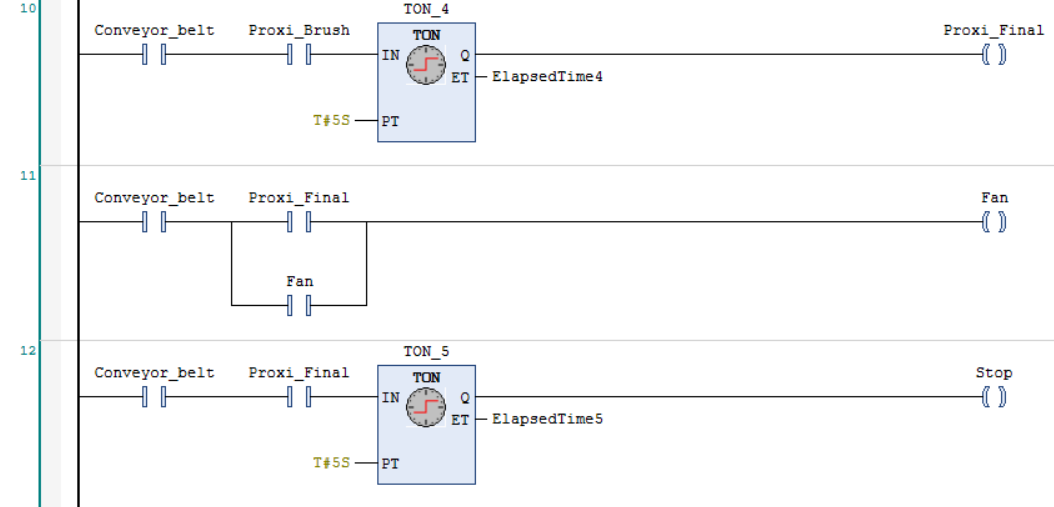 10
TON_4
Conveyor_belt Proxi_Brush Proxi_Final
TON
IN Q
ET ElapsedTime4
T#5S PT
11
Conveyor_belt Proxi_Final Fan
Fan
12
TON_5
Conveyor_belt Proxi_Final Stop
TON
IN Q
ET ElapsedTime5
T#5S PT